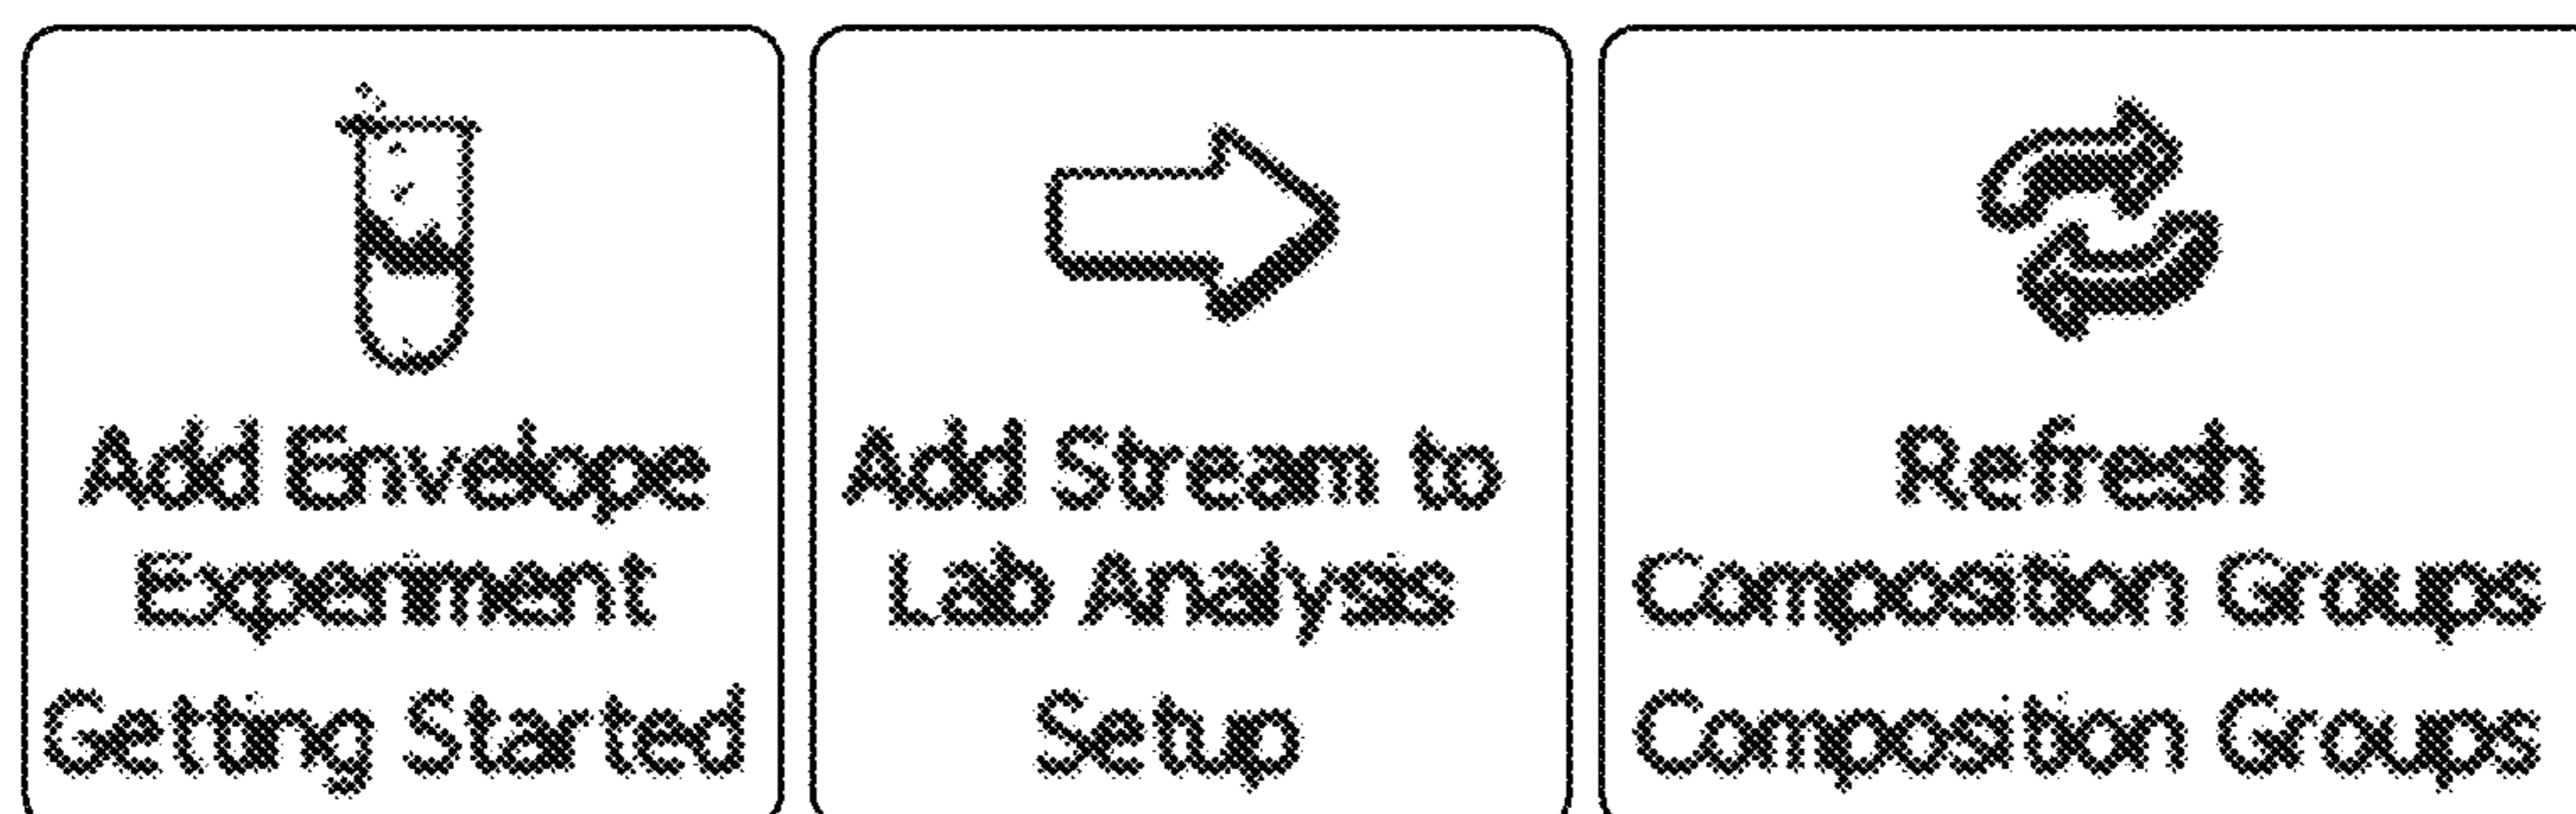 Add Envelope
Experiment
Getting Started
Add Stream to
Lab Analysis
Setup
Refresh
Composition Groups
Composition Groups